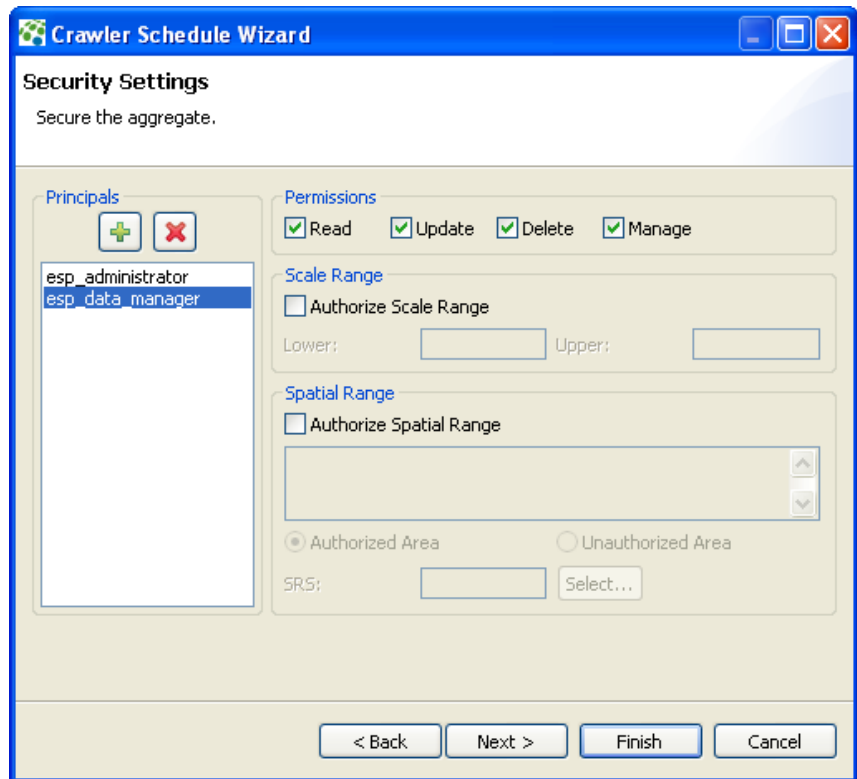 Crawler Schedule Wizard
Security Settings
Secure the aggregate.
Principals
esp_administrator
esp_data_manager
Permissions
Read Update Delete Manage
Scale Range
Authorize Scale Range
Lower: Upper:
Spatial Range
Authorize Spatial Range
Authorized Area Unauthorized Area
SRS: Select...
< Back Next > Finish Cancel